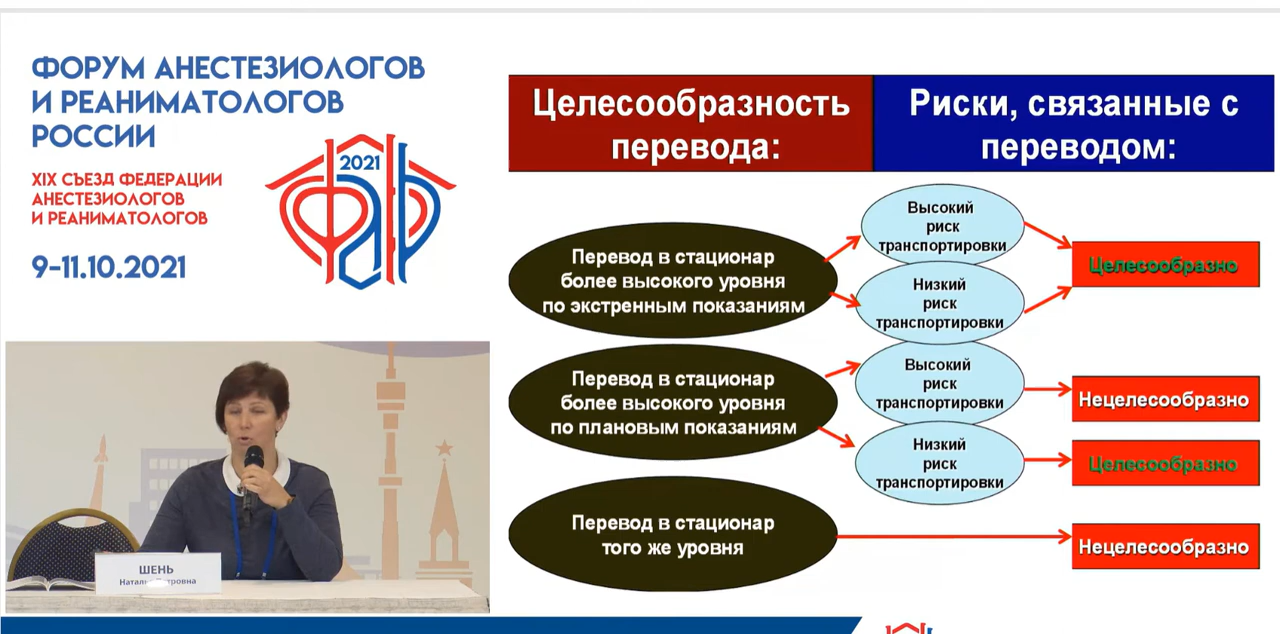 ФОРУМ АНЕСТЕЗИОЛОГОВ
И РЕАНИМАТОЛОГОВ
РОССИИ
XIX СЪЕЗД ФЕДЕРАЦИИ
АНЕСТЕЗИОЛОГОВ
И РЕАНИМАТОЛОГОВ
9-11.10.2021
2021
ФАР
ШЕНЬ
Наталья Петровна
Целесообразность
перевода:
Риски, связанные с
переводом:
Перевод в стационар
более высокого уровня
по экстренным показаниям
Высокий
риск
транспортировки
Низкий
риск
транспортировки
Целесообразно
Перевод в стационар
более высокого уровня
по плановым показаниям
Высокий
риск
транспортировки
Нецелесообразно
Низкий
риск
транспортировки
Целесообразно
Перевод в стационар
того же уровня
Нецелесообразно